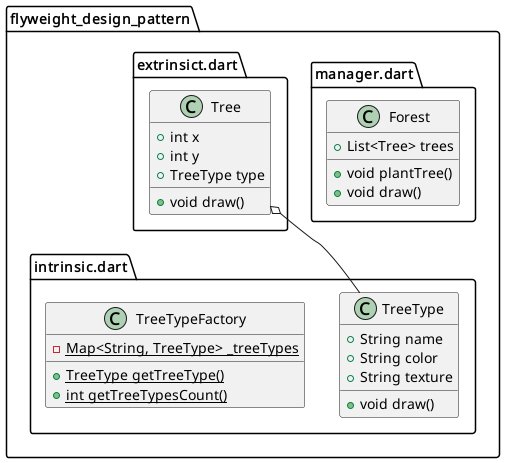 flyweight_design_pattern
extrinsict.dart
C Tree
int x
int y
TreeType type
void draw()
manager.dart
C Forest
List<Tree> trees
void plantTree()
void draw()
intrinsic.dart
C TreeTypeFactory
Map<String, TreeType> _treeTypes
TreeType getTreeType()
int getTreeTypesCount()
C TreeType
String name
String color
String texture
void draw()